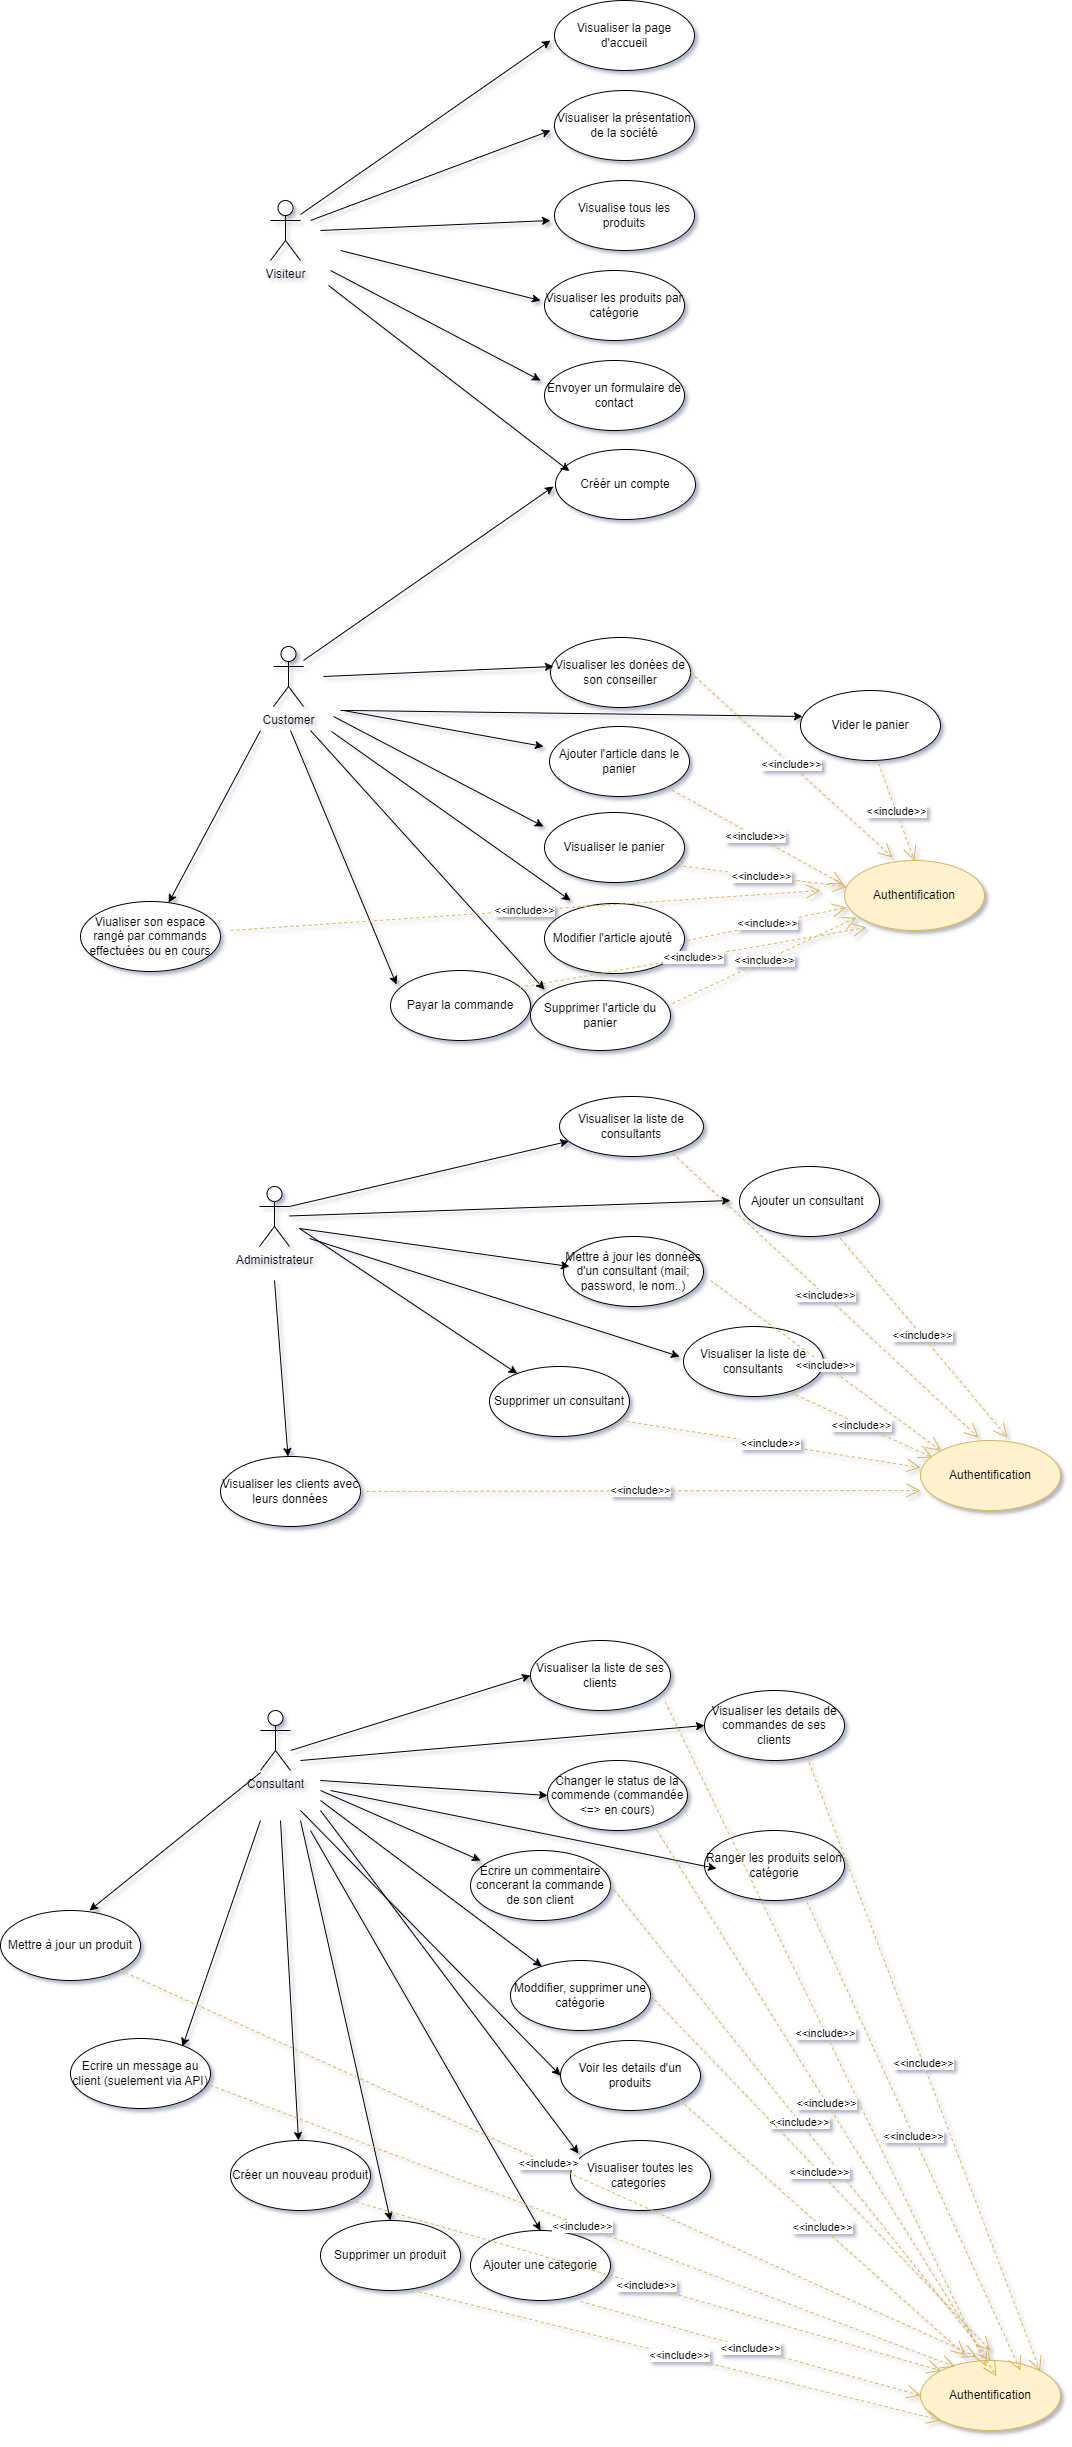 Visualiser la page
d'accueil
Visualiser la présentation
de la société
Visualise tous les
produits
Visiteur
Visualiser les produits par
catégorie
Envoyer un formulaire de
contact
Créér un compte
Customer
Visualiser les donées de
son conseiller
Vider le panier
Ajouter l'article dans le
panier
<<include>>
<<include>>
<<include>>
Visualiser le panier
<<include>>
Authentification
Viualiser son espace
rangé par commands
effectuées ou en cours
<<include>>
<<include>>
Modifier l'article ajouté
<<include>>
<<include>>
Payar la commande
Supprimer l'article du
panier
Visualiser la liste de
consultants
Ajouter un consultant
Administrateur
Mettre à jour les données
d'un consultant (mail;
password, le nom..)
<<include>>
<<include>>
Visualiser la liste de
consultants
<<include>>
Supprimer un consultant
<<include>>
<<include>>
Visualiser les clients avec
leurs données
<<include>>
Authentification
Visualiser la liste de ses
clients
Visualiser les details de
commandes de ses
clients
Consultant
Changer le status de la
commende (commandée
<=> en cours)
Ranger les produits selon
catégorie
Ecrire un commentaire
concerant la commande
de son client
Mettre à jour un produit
Moddifier, supprimer une
catégorie
<<include>>
<<include>>
Ecrire un message au
client (suelement via API)
Voir les details d'un
produits
<<include>>
<<include>>
<<include>>
Créer un nouveau produit
<<include>>
Visualiser toutes les
categories
<<include>>
<<include>>
<<include>>
Supprimer un produit
Ajouter une categorie
<<include>>
<<include>>
<<include>>
Authentification